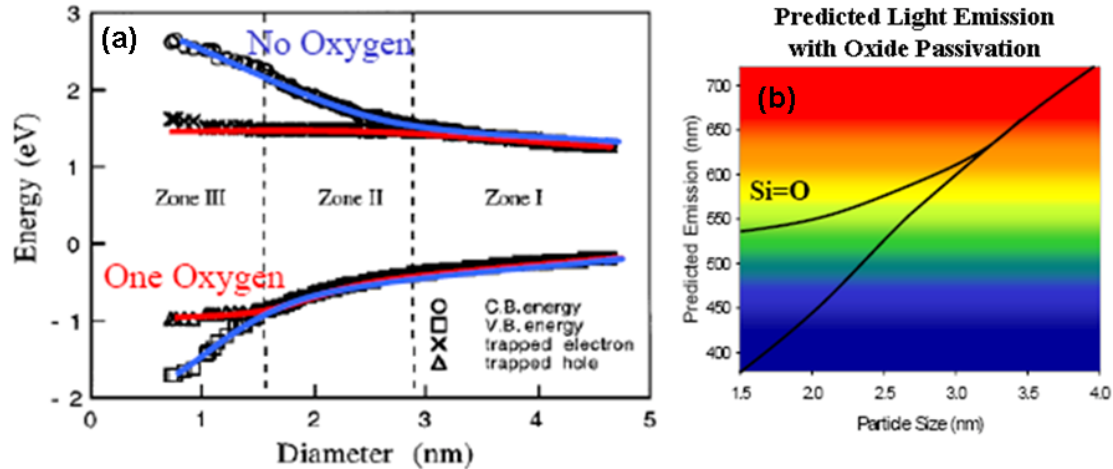 (a)
No Oxygen
One Oxygen
Zone III
Zone II
Zone I
C.B.energy
V.B. energy
trapped electron
trapped hole
Energy (eV)
3
2
1
0
- 1
- 2
0 1 2 3 4 5
Diameter (nm)
Predicted Light Emission
with Oxide Passivation
(b)
Si=O
Predicted Emission (nm)
700
650
600
550
500
450
400
1.5 2.0 2.5 3.0 3.5 4.0
Particle Size (nm)